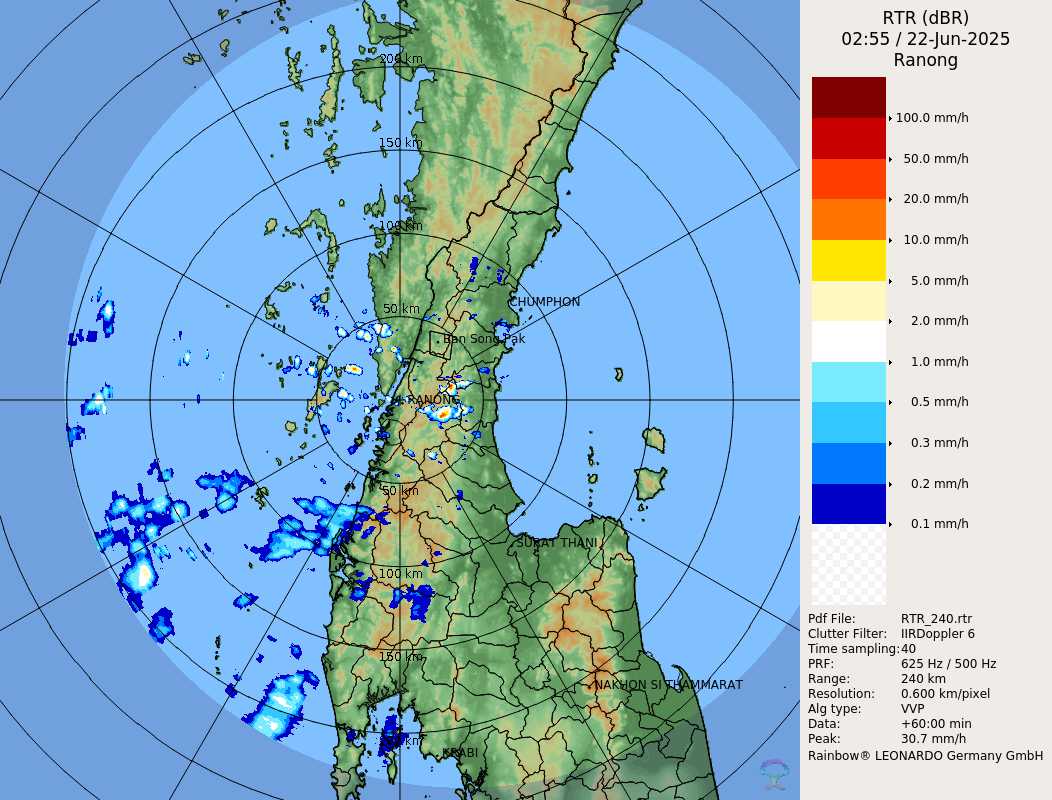 RTR (dBR)
02:55 / 22-Jun-2025
Ranong
100.0 mm/h
50.0 mm/h
20.0 mm/h
10.0 mm/h
5.0 mm/h
2.0 mm/h
1.0 mm/h
0.5 mm/h
0.3 mm/h
0.2 mm/h
0.1 mm/h
Pdf File: RTR_240.rtr
Clutter Filter: IIRDoppler 6
Time sampling:40
PRF: 625 Hz / 500 Hz
Range: 240 km
Resolution: 0.600 km/pixel
Alg type: VVP
Data: +60:00 min
Peak: 30.7 mm/h
Rainbow® LEONARDO Germany GmbH
200 km
150 km
100 km
CHUMPHON
50 km
Ban Song Pak
RANONG
50 km
SURAT THANI
100 km
150 km
NAKHON SI THAMMARAT
km
KRABI